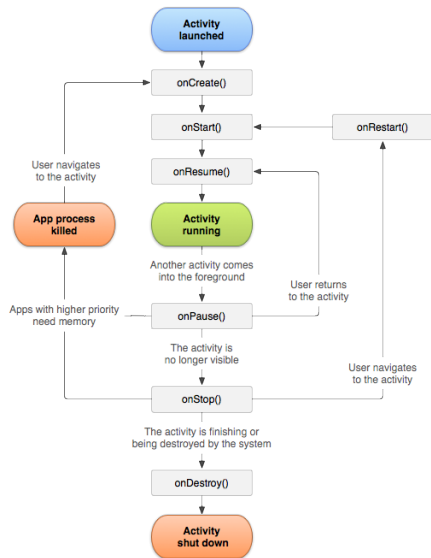 Activity
launched
onCreate()
onStart()
onRestart()
User navigates
to the activity
onResume()
App process
killed
Activity
running
Another activity comes
into the foreground
User returns
to the activity
Apps with higher priority
need memory
onPause()
The activity is
no longer visible
User navigates
to the activity
onStop()
The activity is finishing or
being destroyed by the system
onDestroy()
Activity
shut down